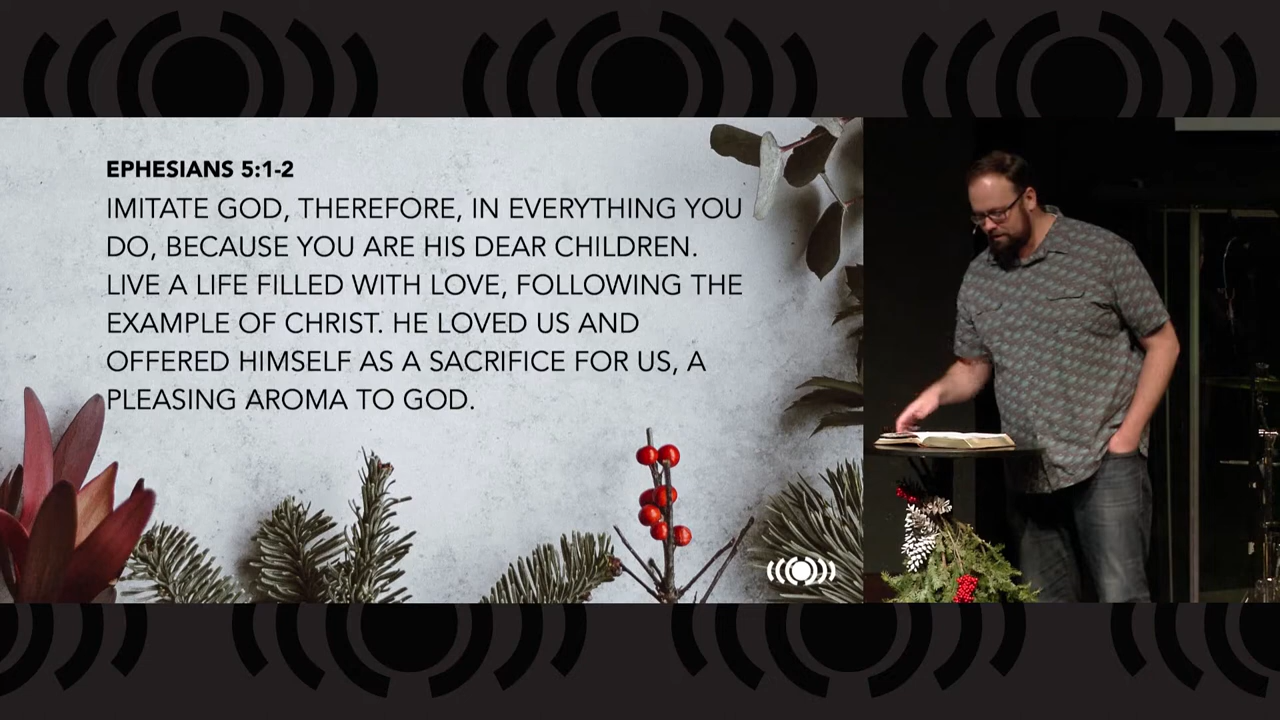 EPHESIANS 5:1-2
IMITATE GOD, THEREFORE, IN EVERYTHING YOU
DO, BECAUSE YOU ARE HIS DEAR CHILDREN.
LIVE A LIFE FILLED WITH LOVE, FOLLOWING THE
EXAMPLE OF CHRIST. HE LOVED US AND
OFFERED HIMSELF AS A SACRIFICE FOR US, A
PLEASING AROMA TO GOD.